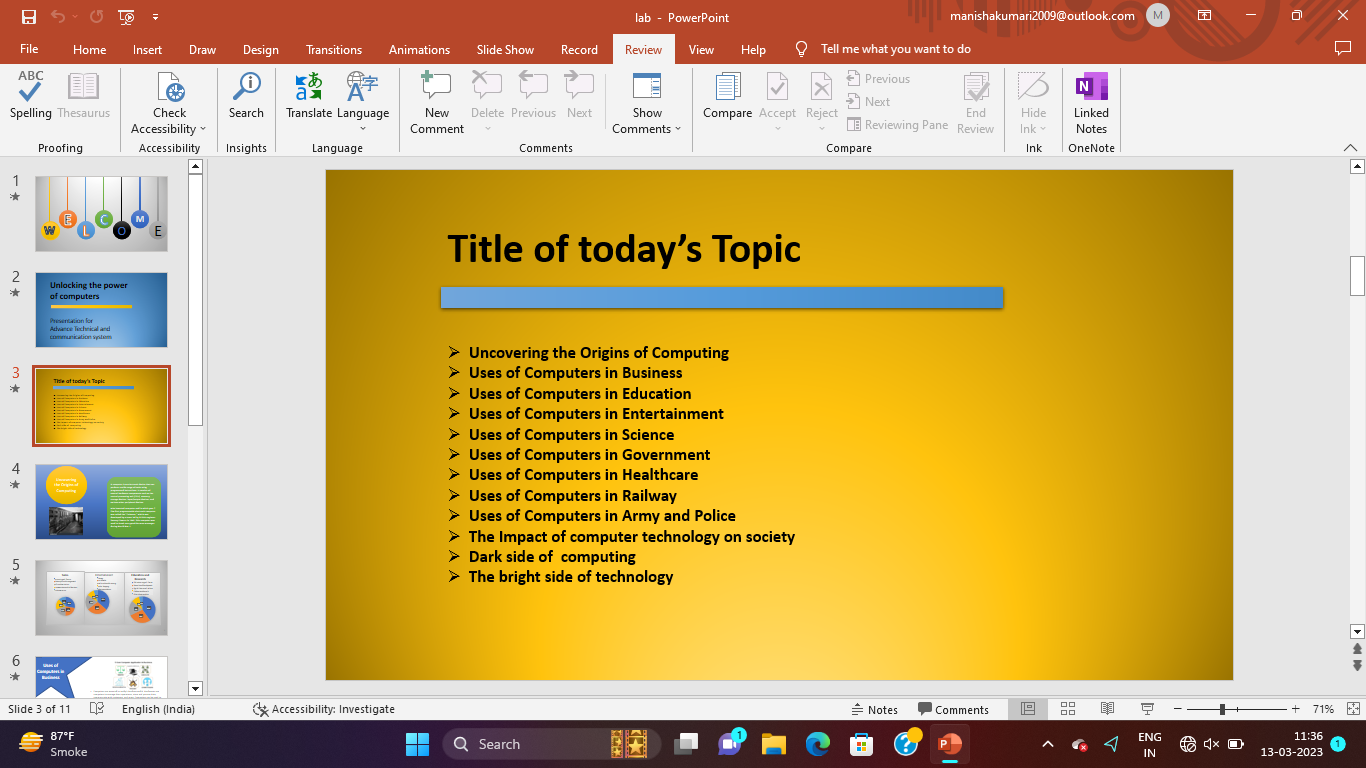 lab - PowerPoint
manishakumari2009@outlook.com
M
File
Home
Insert
Draw
Design
Transitions
Animations
Slide Show
Record
Review
View
Help
Tell me what you want to do
ABC
Spelling
Thesaurus
Check
Accessibility
Search
Translate
Language
New
Comment
Delete
Previous
Next
Show
Comments
Compare
Accept
Reject
Previous
Next
Reviewing Pane
End
Review
Hide
Ink
Linked
Notes
Proofing
Accessibility
Insights
Language
Comments
Compare
Ink
OneNote
1
W E L C O M E
2
Unlocking the power
of computers
Presentation for
Advance Technical and
communication system
3
Title of today's Topic
4
Uncovering
the Origins of
Computing
5
6
Uses of
Computers in
Business
Title of today’s Topic
➢ Uncovering the Origins of Computing
➢ Uses of Computers in Business
➢ Uses of Computers in Education
➢ Uses of Computers in Entertainment
➢ Uses of Computers in Science
➢ Uses of Computers in Government
➢ Uses of Computers in Healthcare
➢ Uses of Computers in Railway
➢ Uses of Computers in Army and Police
➢ The Impact of computer technology on society
➢ Dark side of  computing
➢ The bright side of technology
Slide 3 of 11
English (India)
Accessibility: Investigate
Notes
Comments
71%
87°F
Smoke
Search
1
ENG
IN
11:36
13-03-2023
1